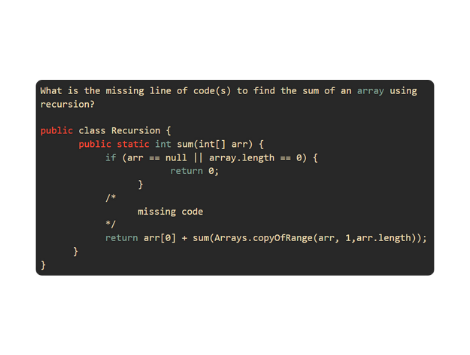 What is the missing line of code(s) to find the sum of an array using
recursion?
public class Recursion {
public static int sum(int[] arr) {
if (arr == null || array.length == 0) {
return 0;
}
/*
missing code
*/
return arr[0] + sum(Arrays.copyOfRange(arr, 1,arr.length));
}
}